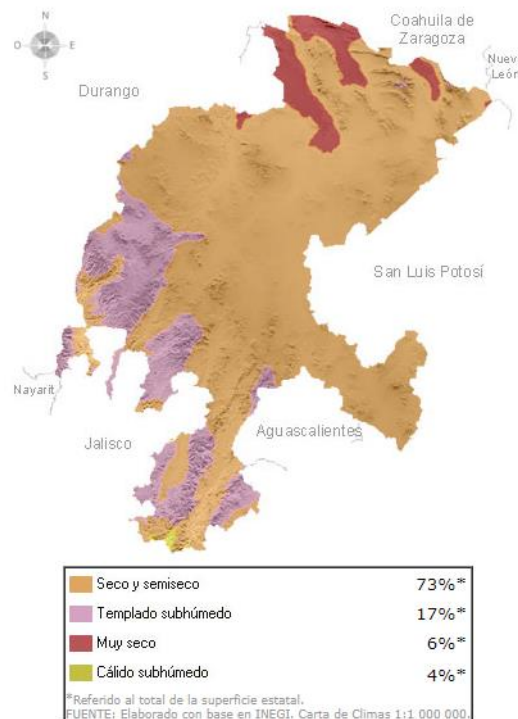 N
O
E
S
Coahuila de
Zaragoza
Nuev
León
Durango
San Luis Potosí
Nayarit
Jalisco
Aguascalientes
Seco y semiseco 73%*
Templado subhúmedo 17%*
Muy seco 6%*
Cálido subhúmedo 4%*
*Referido al total de la superficie estatal.
FUENTE: Elaborado con base en INEGI. Carta de Climas 1:1 000 000.